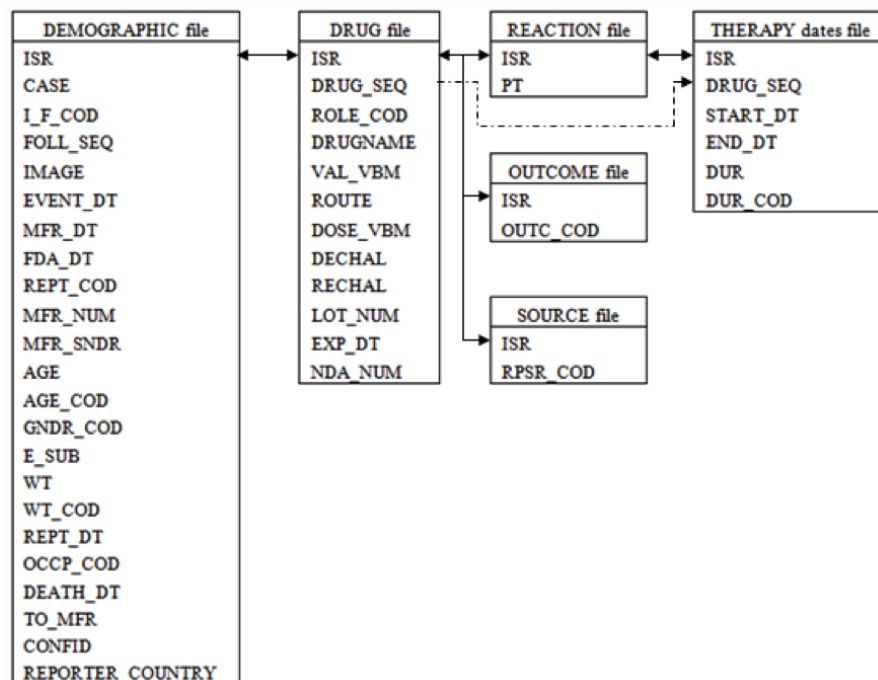 DEMOGRAPHIC file
ISR
CASE
I_F_COD
FOLL_SEQ
IMAGE
EVENT_DT
MFR_DT
FDA_DT
REPT_COD
MFR_NUM
MFR_SNDR
AGE
AGE_COD
GNDR_COD
E_SUB
WT
WT_COD
REPT_DT
OCCP_COD
DEATH_DT
TO_MFR
CONFID
REPORTER_COUNTRY
DRUG file
ISR
DRUG_SEQ
ROLE_COD
DRUGNAME
VAL_VBM
ROUTE
DOSE_VBM
DECHAL
RECHAL
LOT_NUM
EXP_DT
NDA_NUM
REACTION file
ISR
PT
OUTCOME file
ISR
OUTC_COD
SOURCE file
ISR
RPSR_COD
THERAPY dates file
ISR
DRUG_SEQ
START_DT
END_DT
DUR
DUR_COD